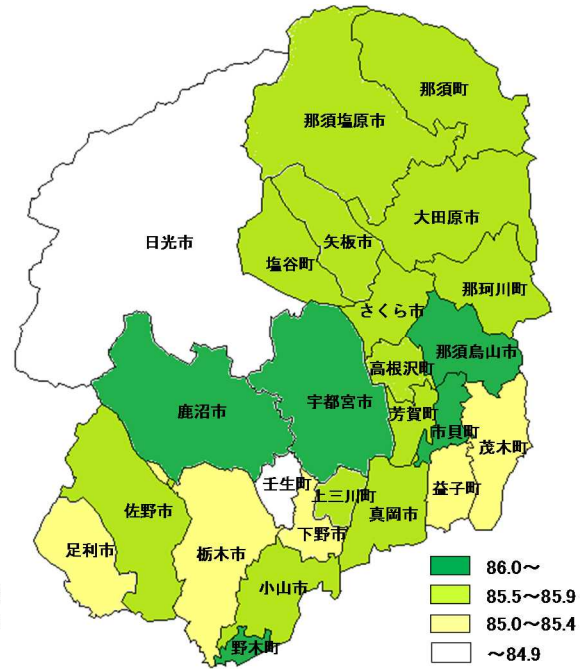 那須町
那須塩原市
大田原市
日光市
矢板市
塩谷町
那珂川町
さくら市
那須烏山市
高根沢町
鹿沼市
宇都宮市
芳賀町
市貝町
茂木町
壬生町
上三川町
益子町
佐野市
真岡市
下野市
足利市
栃木市
小山市
野木町
86.0～
85.5～85.9
85.0～85.4
～84.9